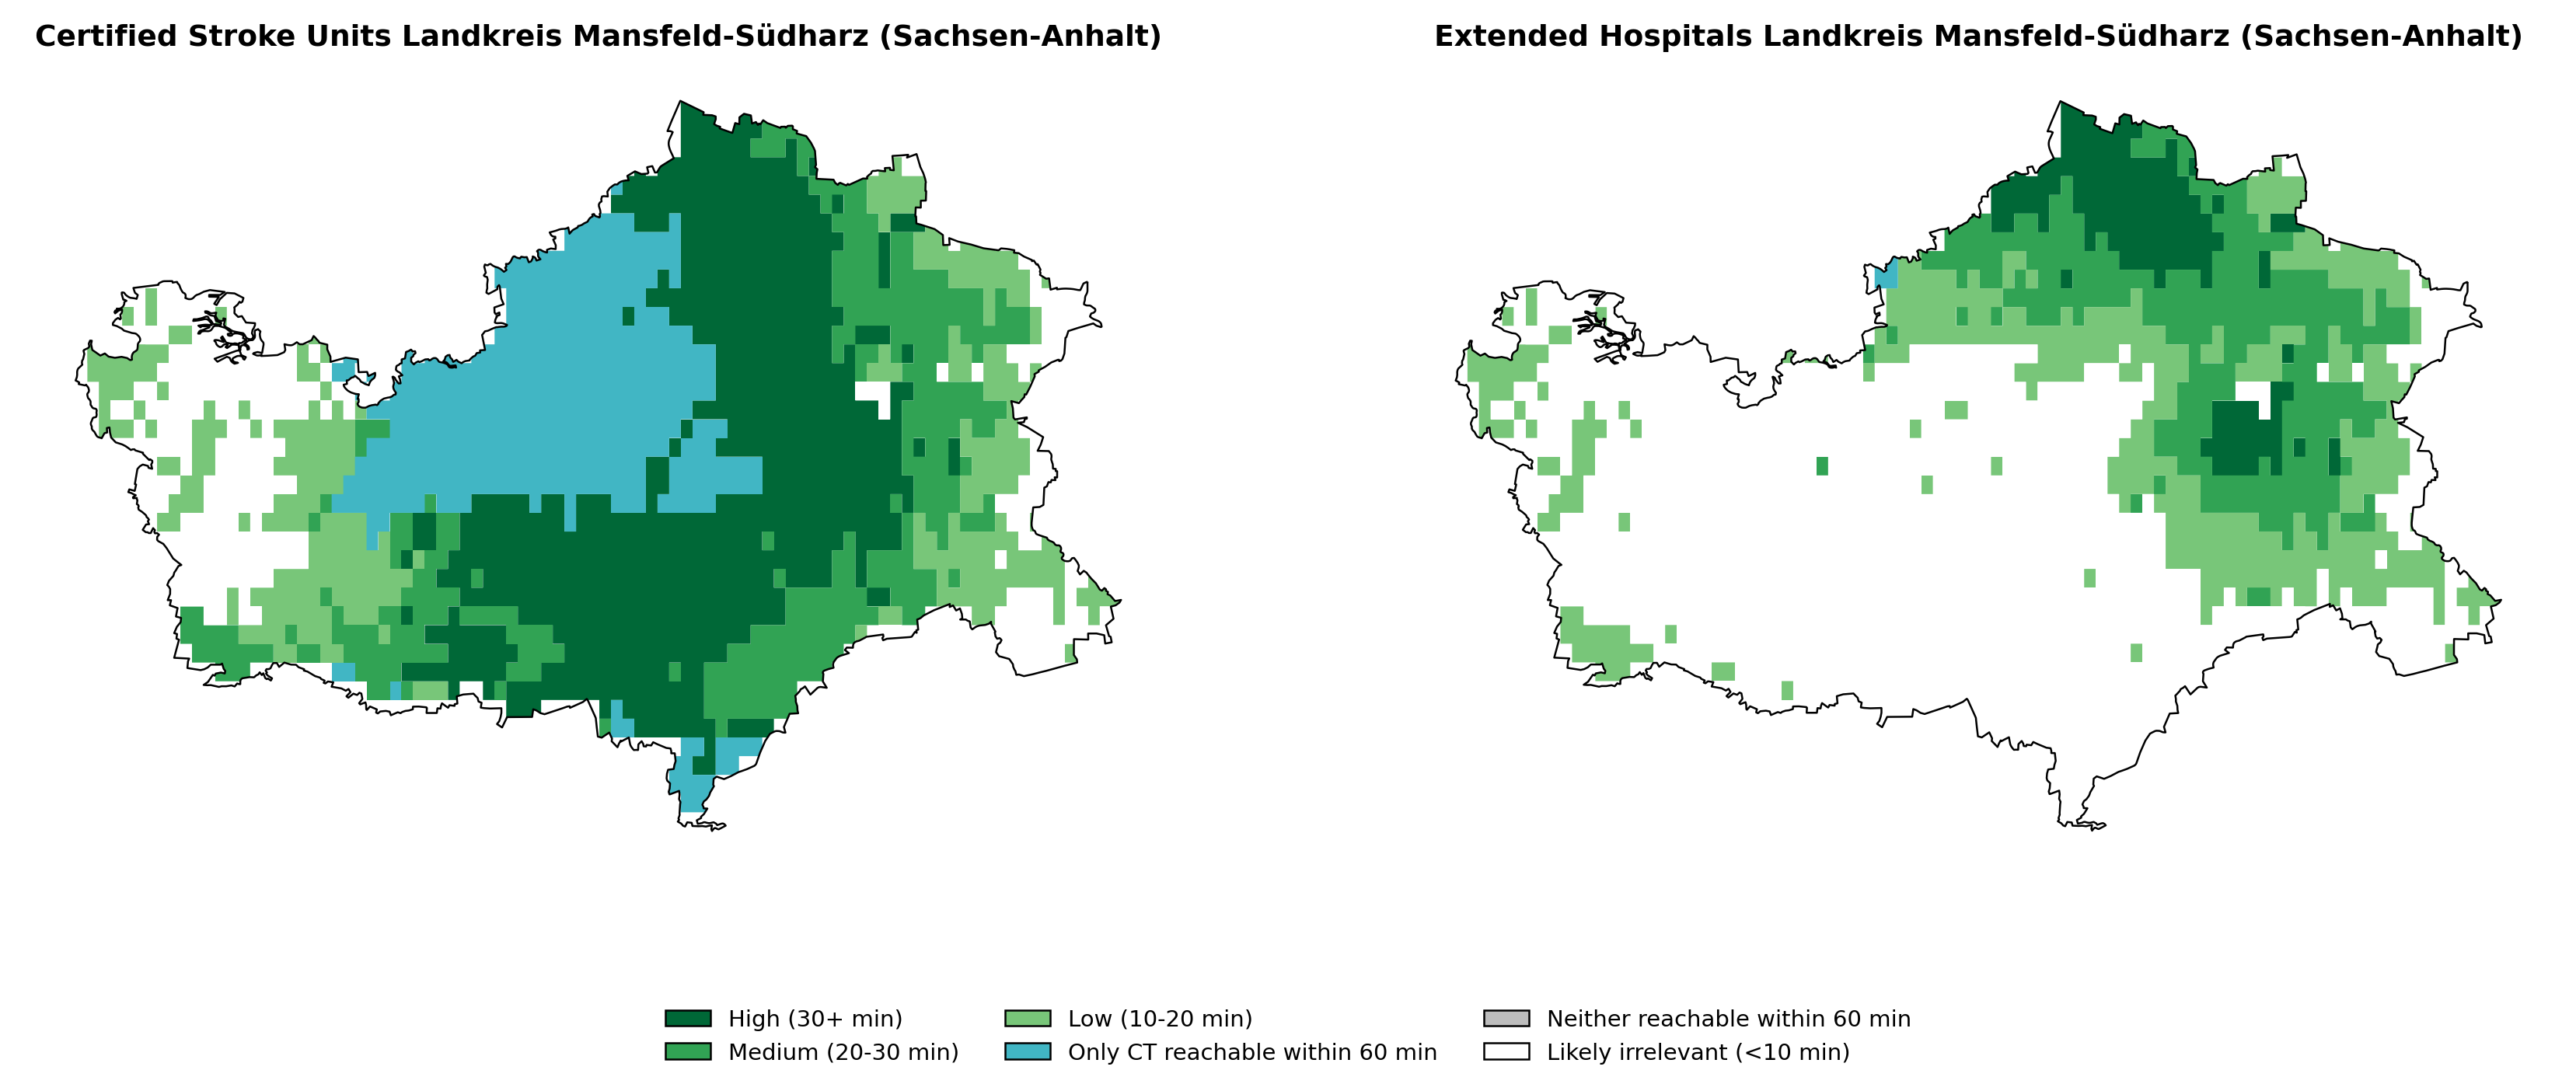 Certified Stroke Units Landkreis Mansfeld-Südharz (Sachsen-Anhalt)
Extended Hospitals Landkreis Mansfeld-Südharz (Sachsen-Anhalt)
High (30+ min)
Medium (20-30 min)
Low (10-20 min)
Only CT reachable within 60 min
Neither reachable within 60 min
Likely irrelevant (<10 min)